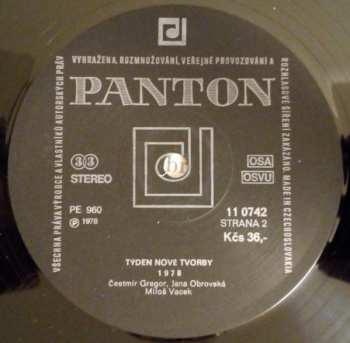 VYHRAŽENA. ROZMNOŽOVÁNÍ, VEŘEJNÉ PROVOZOVÁNÍ A
ROZHLASOVÉ ŠÍŘENÍ ZAKÁZÁNO. MADE IN CZECHOSLOVAKIA
VŠECHNA PRÁVA VÝROBCE A VLASTNÍKŮ AUTORSKÝCH PRÁV
PANTON
33
STEREO
OSA
OSVU
PE 960
℗ 1978
11 0742
STRANA 2
Kčs 36,-
TÝDEN NOVÉ TVORBY
1978
Čestmír Gregor, Jana Obrovská
Miloš Vacek